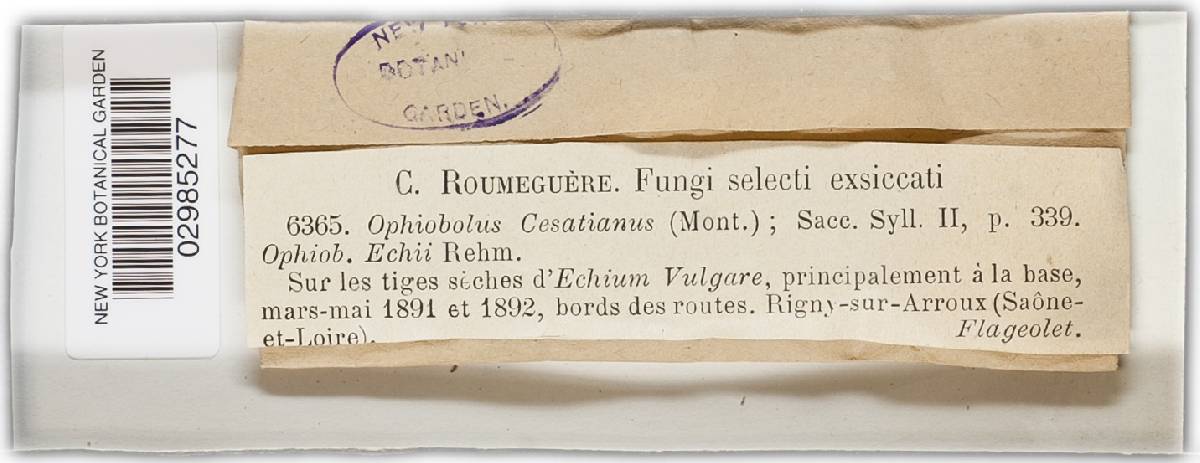 NEW YORK BOTANICAL GARDEN
02985277
NEW YORK
BOTANI
GARDEN.
C. ROUMEGUÈRE. Fungi selecti exsiccati
6365. Ophiobolus Cesatianus (Mont.) ; Sacc. Syll. II, p. 339.
Ophiob. Echii Rehm.
Sur les tiges sèches d'Echium Vulgare, principalement à la base,
mars-mai 1891 et 1892, bords des routes. Rigny-sur-Arroux (Saône-
et-Loire). Flageolet.